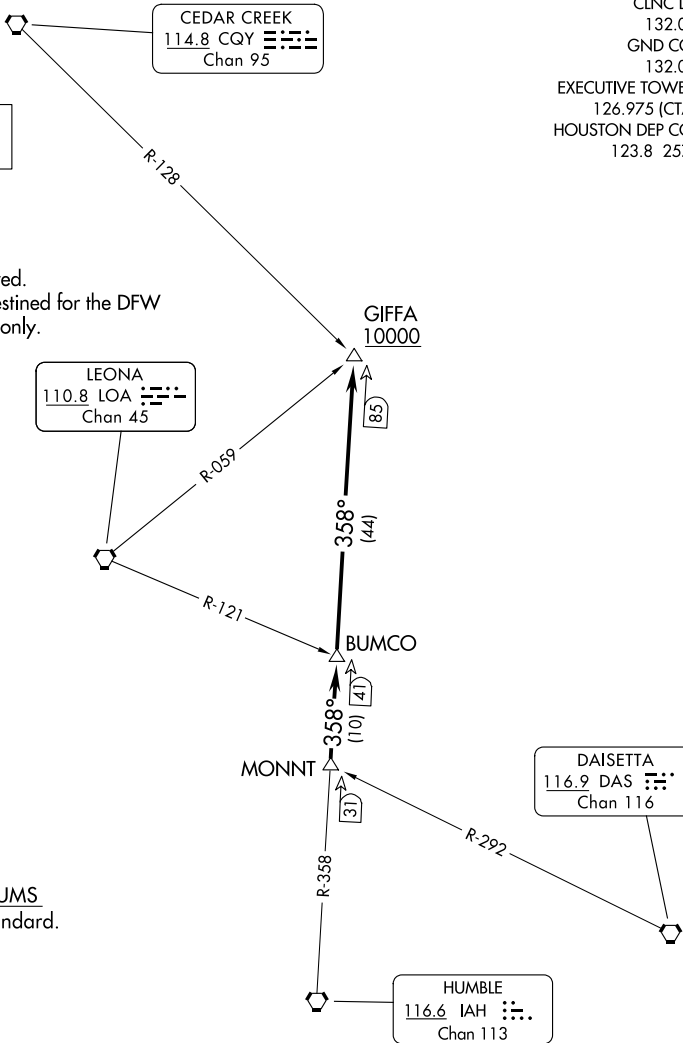 CEDAR CREEK
114.8 CQY
Chan 95
132.0
GND CO
132.0
EXECUTIVE TOWE
126.975 (CTA
HOUSTON DEP CO
123.8 25
R-128
ed.
estined for the DFW
only.
GIFFA
10000
LEONA
110.8 LOA
Chan 45
85
R-059
358°
(44)
R-121
BUMCO
41
358°
(10)
MONNT
31
DAISETTA
116.9 DAS
Chan 116
R-292
R-358
UMS
ndard.
HUMBLE
116.6 IAH
Chan 113